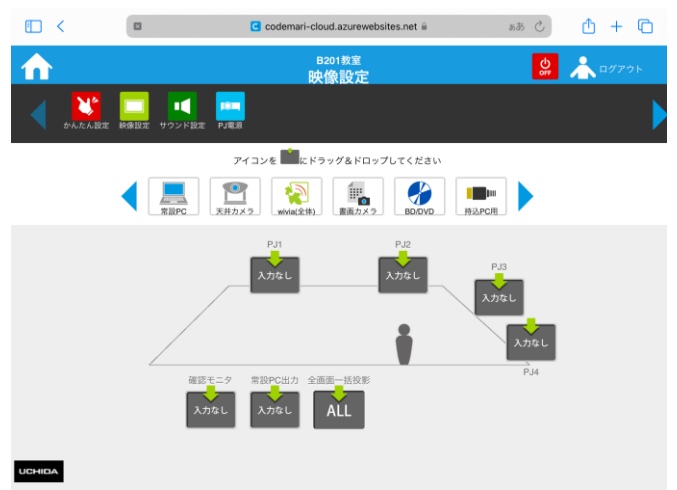 codemari-cloud.azurewebsites.net
ああ
B201教室
映像設定
OFF
ログアウト
かんたん設定
映像設定
サウンド設定
PJ電源
アイコンを にドラッグ&ドロップしてください
常設PC
天井カメラ
wivia(全体)
書画カメラ
BD/DVD
持込PC用
PJ1
入力なし
PJ2
入力なし
PJ3
入力なし
入力なし
PJ4
確認モニタ
入力なし
常設PC出力
入力なし
全画面一括投影
ALL
UCHIDA